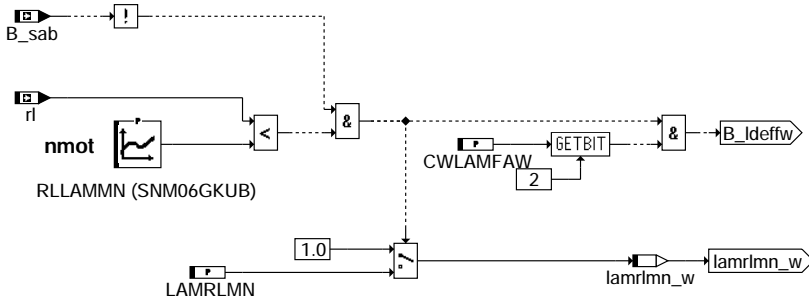 B_sab
!
rl
nmot
P
<
&
RLLAMMN (SNM06GKUB)
P
CWLAMFAW
GETBIT
2
&
B_ldeffw
1.0
P
LAMRLMN
lamrlmn_w
lamrlmn_w